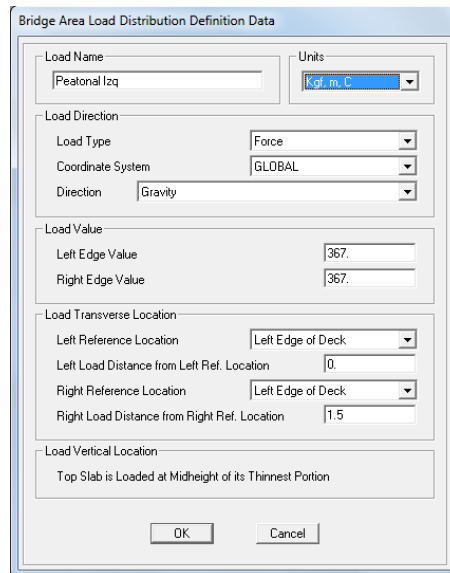 Bridge Area Load Distribution Definition Data
Load Name
Units
Peatonal Izq
Kgf, m, C
Load Direction
Load Type
Force
Coordinate System
GLOBAL
Direction
Gravity
Load Value
Left Edge Value
367.
Right Edge Value
367.
Load Transverse Location
Left Reference Location
Left Edge of Deck
Left Load Distance from Left Ref. Location
0.
Right Reference Location
Left Edge of Deck
Right Load Distance from Right Ref. Location
1.5
Load Vertical Location
Top Slab is Loaded at Midheight of its Thinnest Portion
OK
Cancel